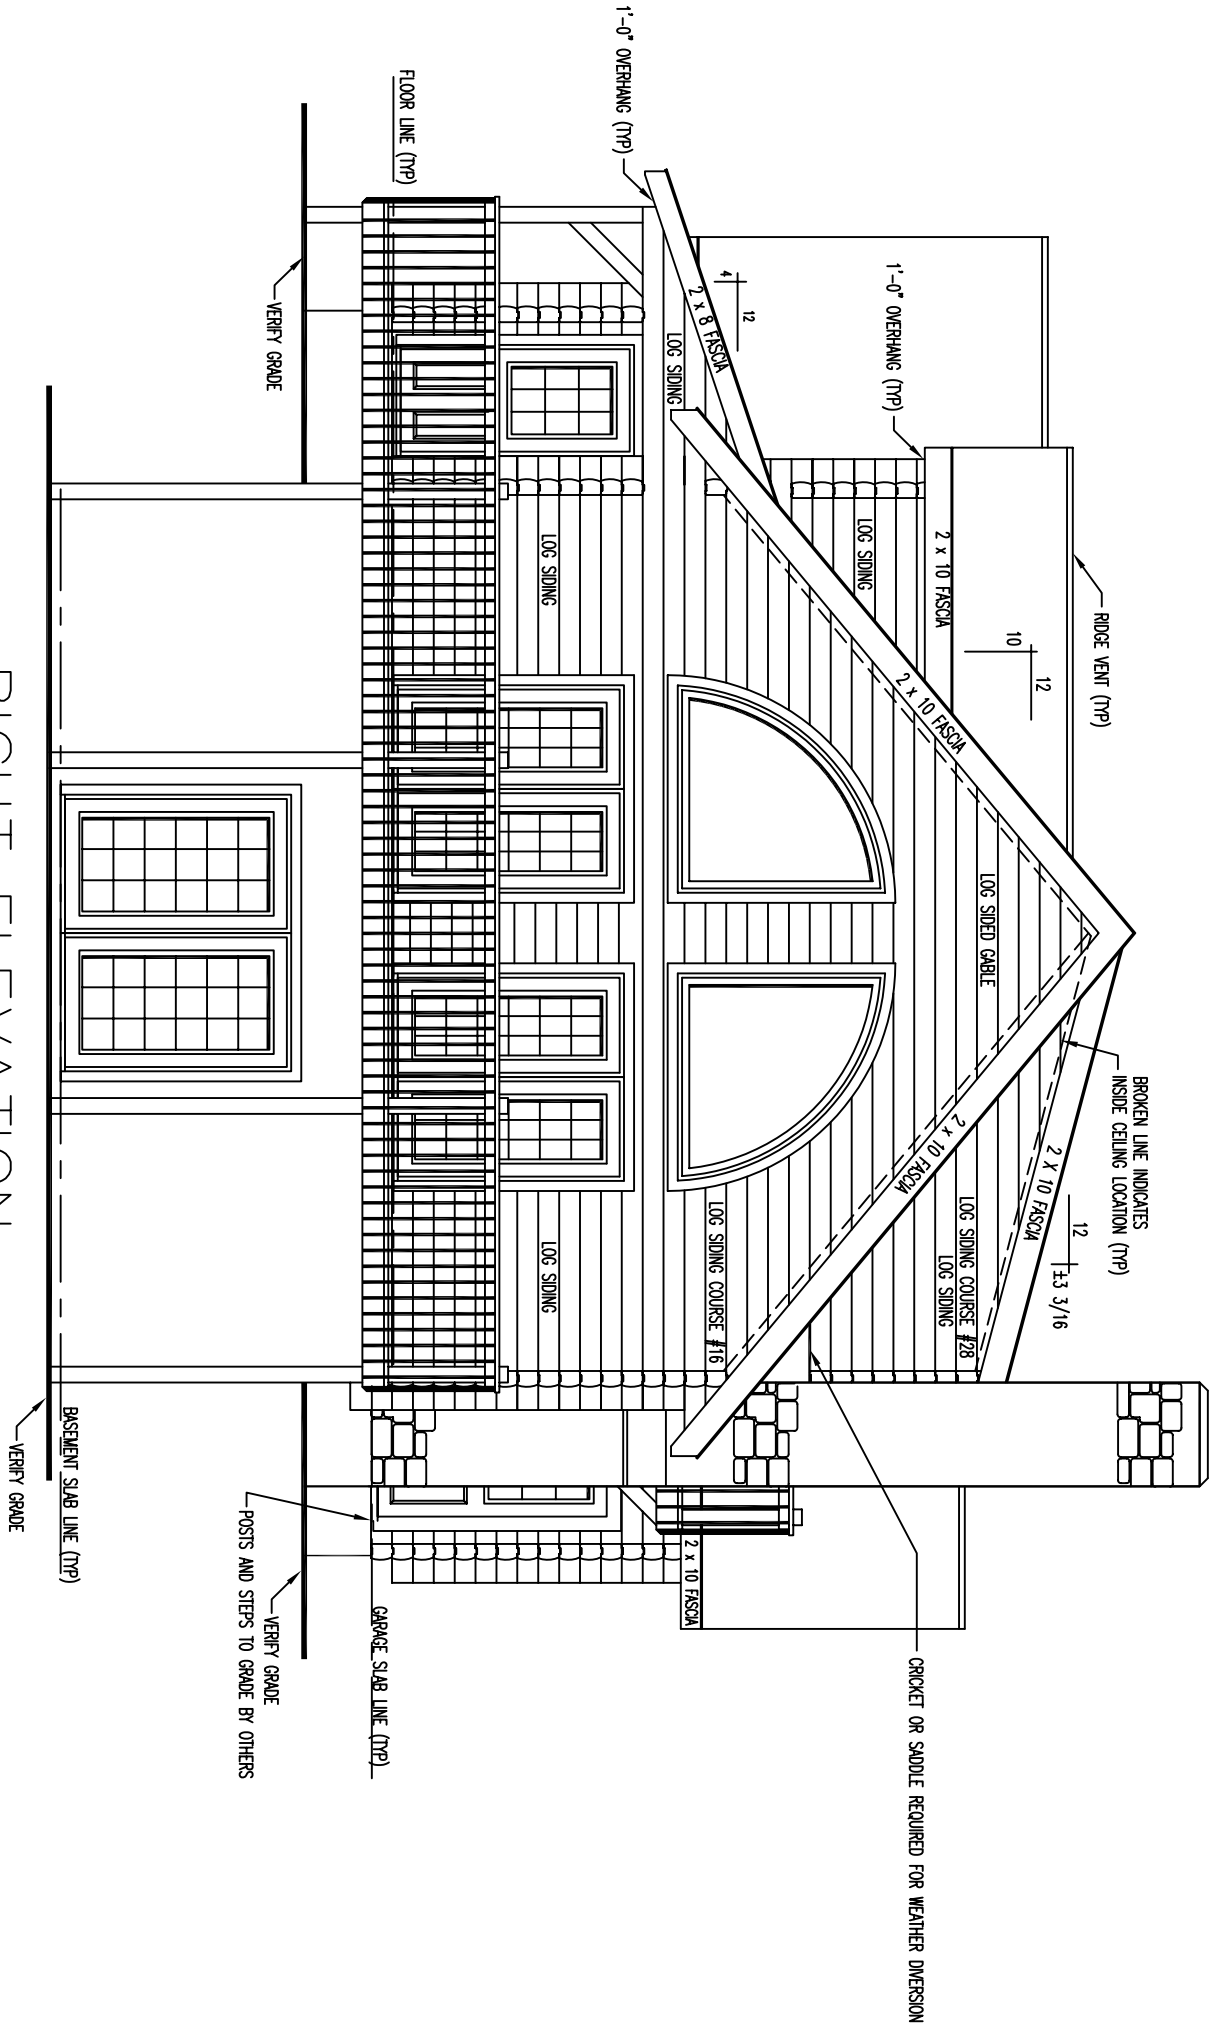 RIDGE VENT (TYP)
12
10
BROKEN LINE INDICATES
INSIDE CEILING LOCATION (TYP)
12
±3 3/16
2 X 10 FASCIA
1'-0" OVERHANG (TYP)
2 x 10 FASCIA
2 x 10 FASCIA
LOG SIDED GABLE
2 x 10 FASCIA
LOG SIDING COURSE #28
LOG SIDING
LOG SIDING
CRICKET OR SADDLE REQUIRED FOR WEATHER DIVERSION
12
4
2 x 8 FASCIA
LOG SIDING
LOG SIDING COURSE #16
2 x 10 FASCIA
1'-0" OVERHANG (TYP)
LOG SIDING
LOG SIDING
FLOOR LINE (TYP)
GARAGE SLAB LINE (TYP)
VERIFY GRADE
VERIFY GRADE
POSTS AND STEPS TO GRADE BY OTHERS
BASEMENT SLAB LINE (TYP)
VERIFY GRADE
RIGHT ELEVATION